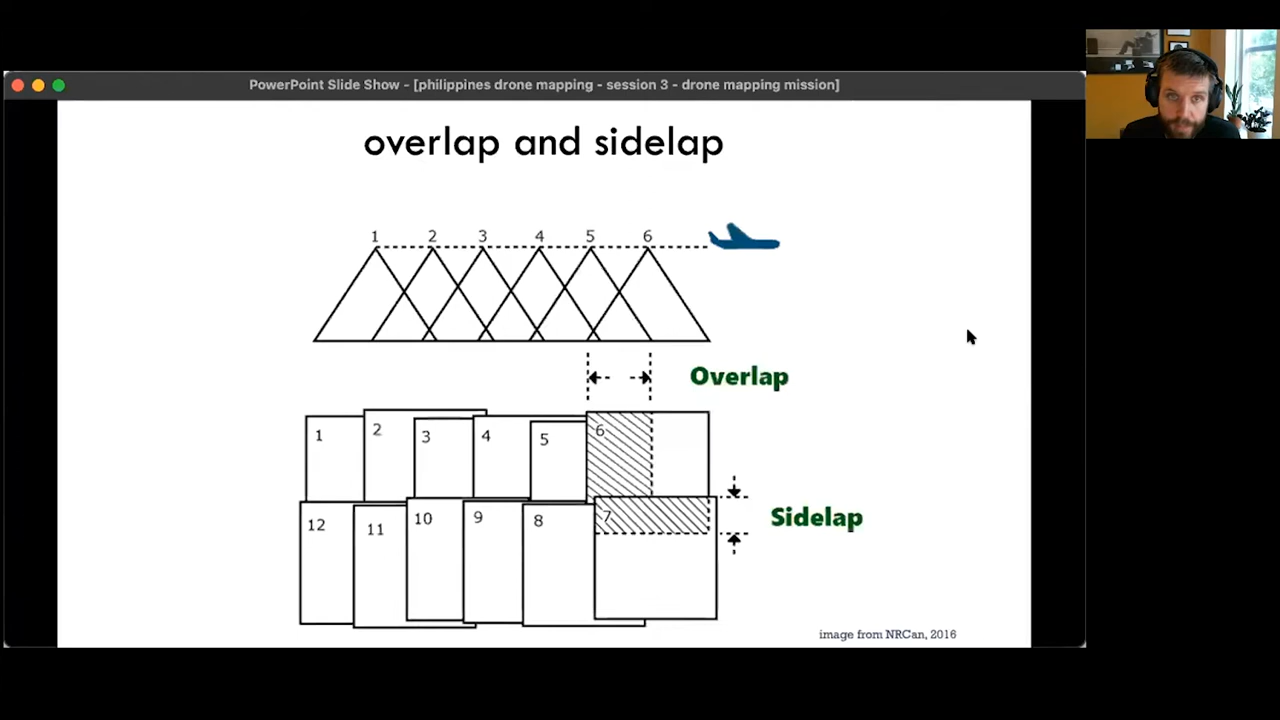 PowerPoint Slide Show - [philippines drone mapping - session 3 - drone mapping mission]
overlap and sidelap
1 2 3 4 5 6
Overlap
1 2 3 4 5 6
Sidelap
12 11 10 9 8 7
image from NRCan, 2016